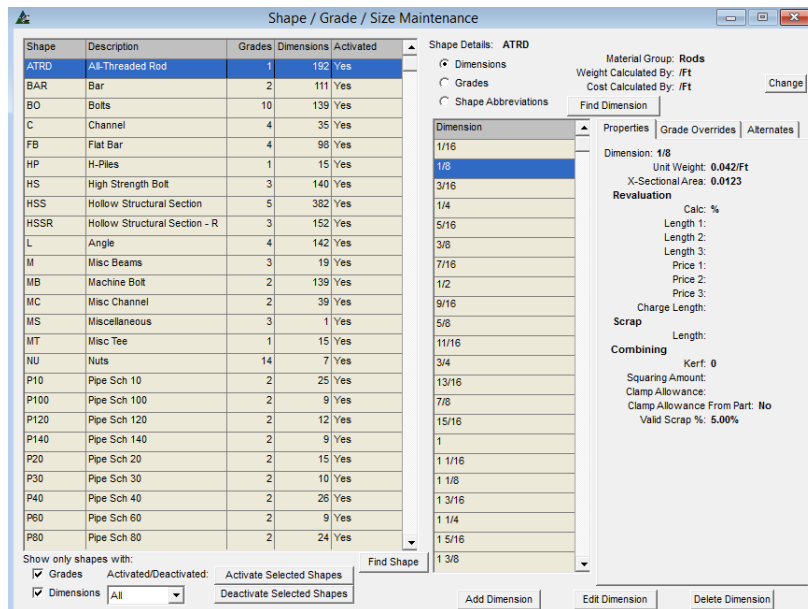 Shape / Grade / Size Maintenance
Shape Description Grades Dimensions Activated
ATRD All-Threaded Rod 1 192 Yes
BAR Bar 2 111 Yes
BO Bolts 10 139 Yes
C Channel 4 35 Yes
FB Flat Bar 4 98 Yes
HP H-Piles 1 15 Yes
HS High Strength Bolt 3 140 Yes
HSS Hollow Structural Section 5 382 Yes
HSSR Hollow Structural Section - R 3 152 Yes
L Angle 4 142 Yes
M Misc Beams 3 19 Yes
MB Machine Bolt 2 139 Yes
MC Misc Channel 2 39 Yes
MS Miscellaneous 3 1 Yes
MT Misc Tee 1 15 Yes
NU Nuts 14 7 Yes
P10 Pipe Sch 10 2 25 Yes
P100 Pipe Sch 100 2 9 Yes
P120 Pipe Sch 120 2 12 Yes
P140 Pipe Sch 140 2 9 Yes
P20 Pipe Sch 20 2 15 Yes
P30 Pipe Sch 30 2 10 Yes
P40 Pipe Sch 40 2 26 Yes
P60 Pipe Sch 60 2 9 Yes
P80 Pipe Sch 80 2 24 Yes
Show only shapes with:
Find Shape
Grades Activated/Deactivated: Activate Selected Shapes
Dimensions All Deactivate Selected Shapes
Shape Details: ATRD
Dimensions
Grades
Shape Abbreviations
Material Group: Rods
Weight Calculated By: /Ft
Cost Calculated By: /Ft
Change
Find Dimension
Dimension
1/16
1/8
3/16
1/4
5/16
3/8
7/16
1/2
9/16
5/8
11/16
3/4
13/16
7/8
15/16
1
1 1/16
1 1/8
1 3/16
1 1/4
1 5/16
1 3/8
Properties Grade Overrides Alternates
Dimension: 1/8
Unit Weight: 0.042/Ft
X-Sectional Area: 0.0123
Revaluation
Calc: %
Length 1:
Length 2:
Length 3:
Price 1:
Price 2:
Price 3:
Charge Length:
Scrap
Length:
Combining
Kerf: 0
Squaring Amount:
Clamp Allowance:
Clamp Allowance From Part: No
Valid Scrap %: 5.00%
Add Dimension Edit Dimension Delete Dimension